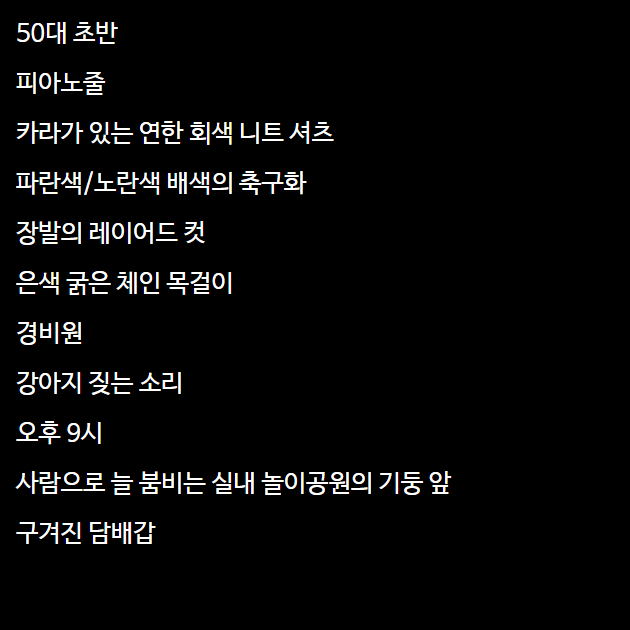 50대 초반
피아노줄
카라가 있는 연한 회색 니트 셔츠
파란색/노란색 배색의 축구화
장발의 레이어드 컷
은색 굵은 체인 목걸이
경비원
강아지 짖는 소리
오후 9시
사람으로 늘 붐비는 실내 놀이공원의 기둥 앞
구겨진 담배갑